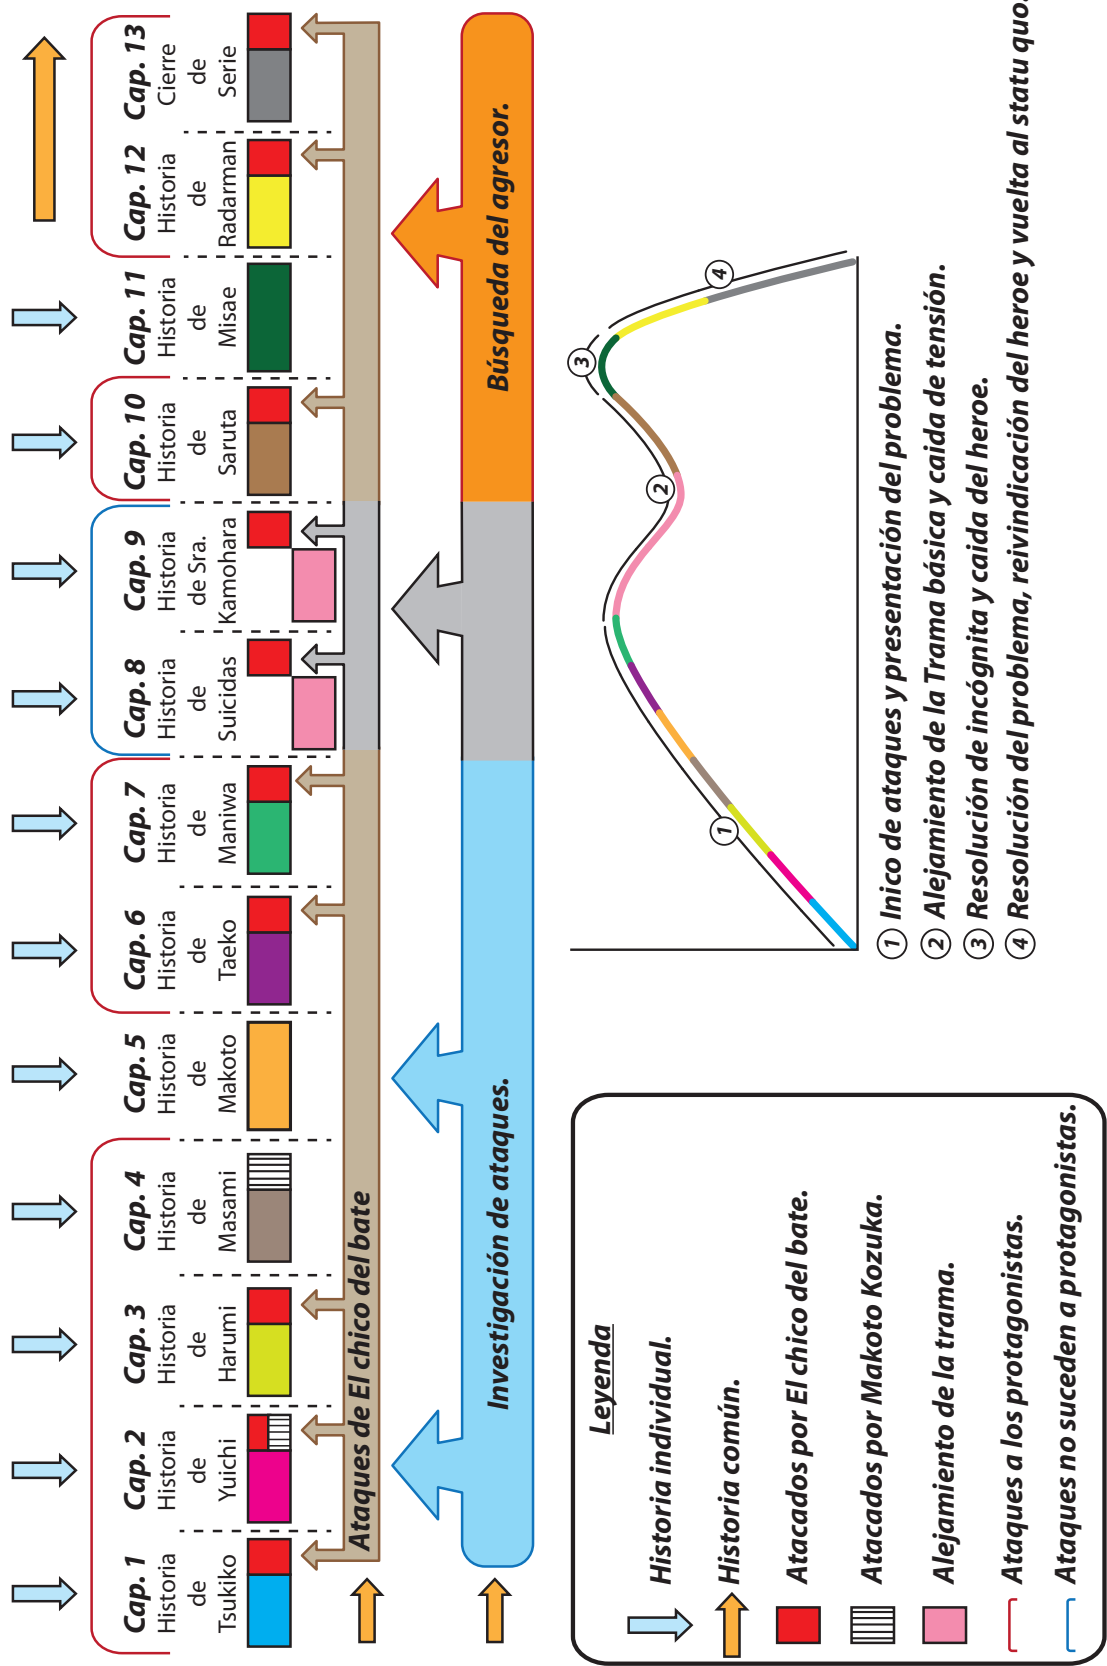 Cap. 1
Historia
de
Tsukiko
Cap. 2
Historia
de
Yuichi
Cap. 3
Historia
de
Harumi
Cap. 4
Historia
de
Masami
Cap. 5
Historia
de
Makoto
Cap. 6
Historia
de
Taeko
Cap. 7
Historia
de
Maniwa
Cap. 8
Historia
de
Suicidas
Cap. 9
Historia
de Sra.
Kamohara
Cap. 10
Historia
de
Saruta
Cap. 11
Historia
de
Misae
Cap. 12
Historia
de
Radarman
Cap. 13
Cierre
de
Serie
Ataques de El chico del bate
Investigación de ataques.
Búsqueda del agresor.
Leyenda
Historia individual.
Historia común.
Atacados por El chico del bate.
Atacados por Makoto Kozuka.
Alejamiento de la trama.
Ataques a los protagonistas.
Ataques no suceden a protagonistas.
1
2
3
4
1 Inico de ataques y presentación del problema.
2 Alejamiento de la Trama básica y caida de tensión.
3 Resolución de incógnita y caida del heroe.
4 Resolución del problema, reivindicación del heroe y vuelta al statu quos.